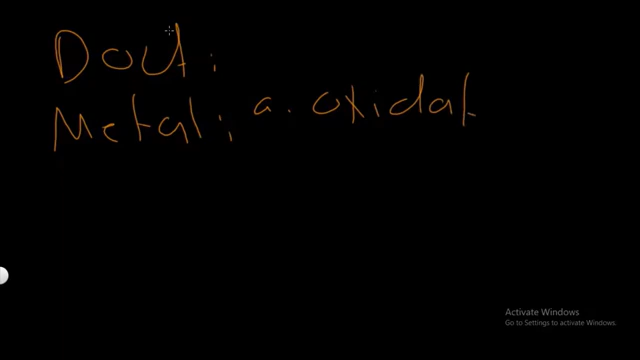 Dout:
Metal; a. oxidat
Activate Windows
Go to Settings to activate Windows.